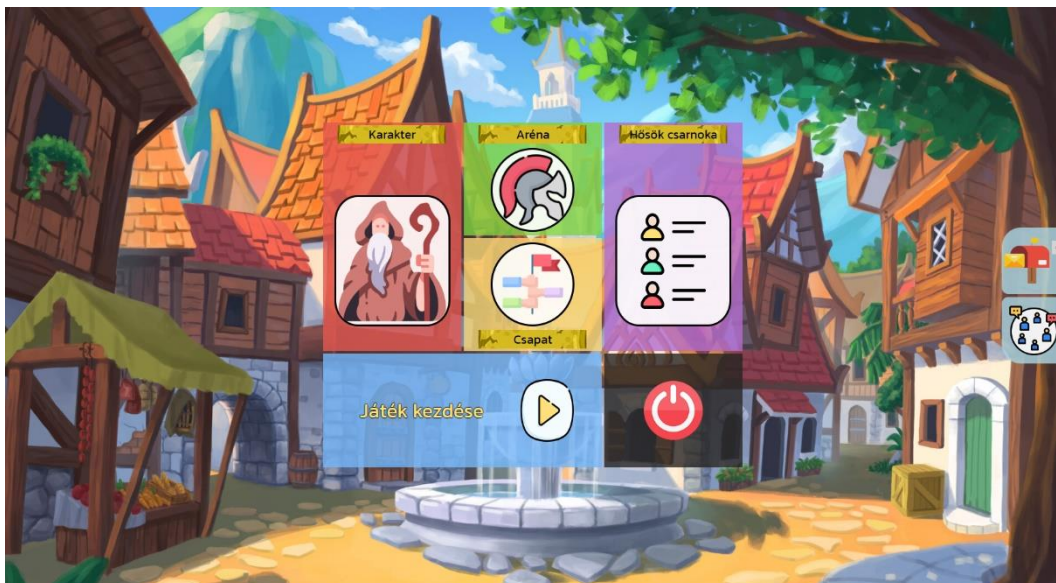 Karakter
Aréna
Hősök csarnoka
Csapat
Játék kezdése